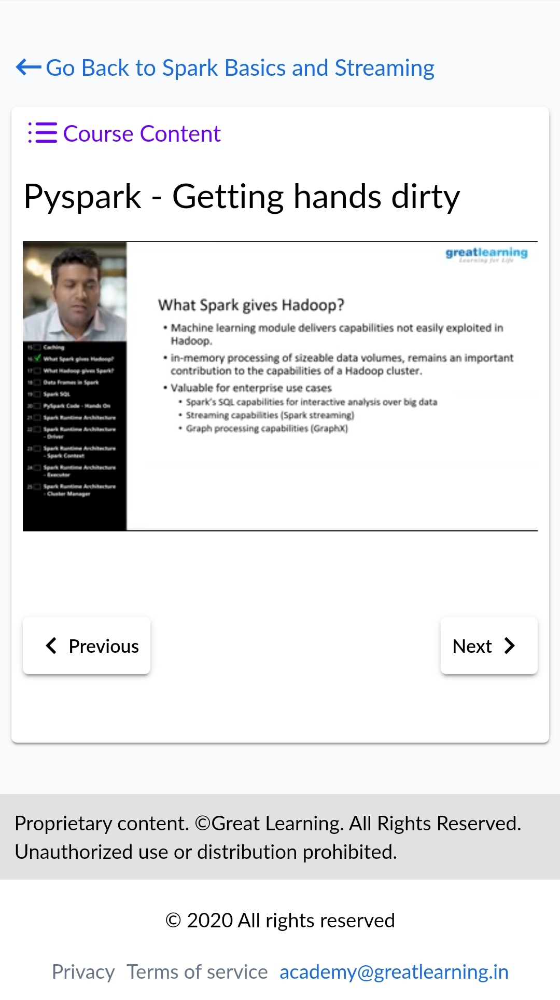 Go Back to Spark Basics and Streaming
Course Content
Pyspark - Getting hands dirty
greatlearning
Learning for Life
What Spark gives Hadoop?
• Machine learning module delivers capabilities not easily exploited in
Hadoop.
• in-memory processing of sizeable data volumes, remains an important
contribution to the capabilities of a Hadoop cluster.
• Valuable for enterprise use cases
• Spark's SQL capabilities for interactive analysis over big data
• Streaming capabilities (Spark streaming)
• Graph processing capabilities (GraphX)
15 Caching
16 What Spark gives Hadoop?
17 What Hadoop gives Spark?
18 Data Frames in Spark
19 Spark SQL
20 PySpark Code - Hands On
21 Spark Runtime Architecture
22 Spark Runtime Architecture
- Driver
23 Spark Runtime Architecture
- Spark Context
24 Spark Runtime Architecture
- Executor
25 Spark Runtime Architecture
- Cluster Manager
Previous
Next
Proprietary content. ©Great Learning. All Rights Reserved.
Unauthorized use or distribution prohibited.
© 2020 All rights reserved
Privacy Terms of service academy@greatlearning.in